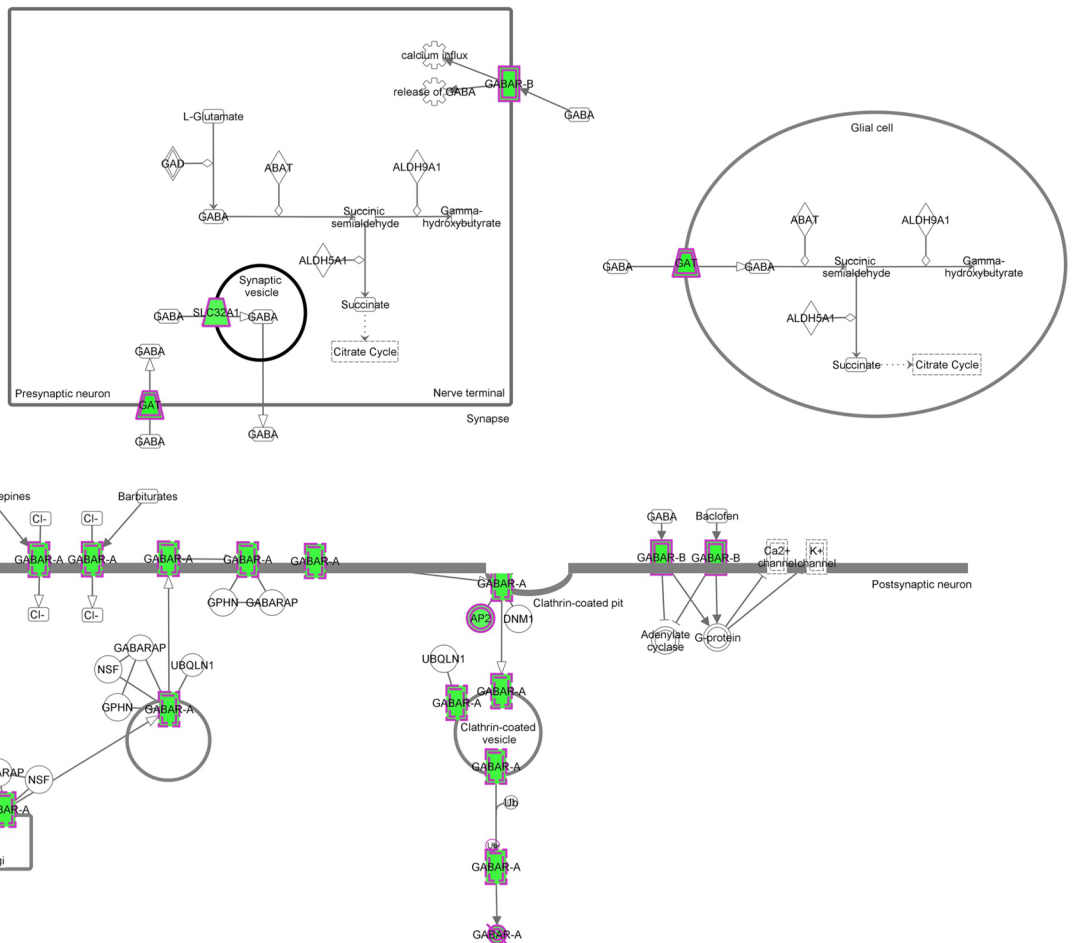 calcium influx
release of GABA
GABAR-B
GABA
L-Glutamate
GAD
ABAT
ALDH9A1
GABA
Succinic
semialdehyde
Gamma-
hydroxybutyrate
ALDH5A1
Synaptic
vesicle
GABA
SLC32A1
GABA
Succinate
Citrate Cycle
GABA
Presynaptic neuron
Nerve terminal
GAT
Synapse
GABA
GABA
Glial cell
ABAT
ALDH9A1
GABA
GAT
GABA
Succinic
semialdehyde
Gamma-
hydroxybutyrate
ALDH5A1
Succinate
Citrate Cycle
epines
Barbiturates
Cl-
Cl-
GABAR-A
GABAR-A
GABAR-A
GABAR-A
GABAR-A
Cl-
Cl-
GPHN
GABARAP
GABAR-A
Clathrin-coated pit
AP2
DNM1
GABA
Baclofen
GABAR-B
GABAR-B
Ca2+
channel
K+
channel
Postsynaptic neuron
Adenylate
cyclase
G-protein
GABARAP
NSF
UBQLN1
GPHN
GABAR-A
UBQLN1
GABAR-A
GABAR-A
Clathrin-coated
vesicle
GABAR-A
ARAP
NSF
BAR-A
gi
Ub
Ub
GABAR-A
GABAR-A